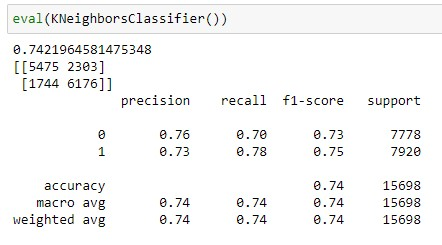 eval(KNeighborsClassifier())
0.7421964581475348
[[5475 2303]
 [1744 6176]]
              precision    recall  f1-score   support

           0       0.76      0.70      0.73      7778
           1       0.73      0.78      0.75      7920

    accuracy                           0.74     15698
   macro avg       0.74      0.74      0.74     15698
weighted avg       0.74      0.74      0.74     15698